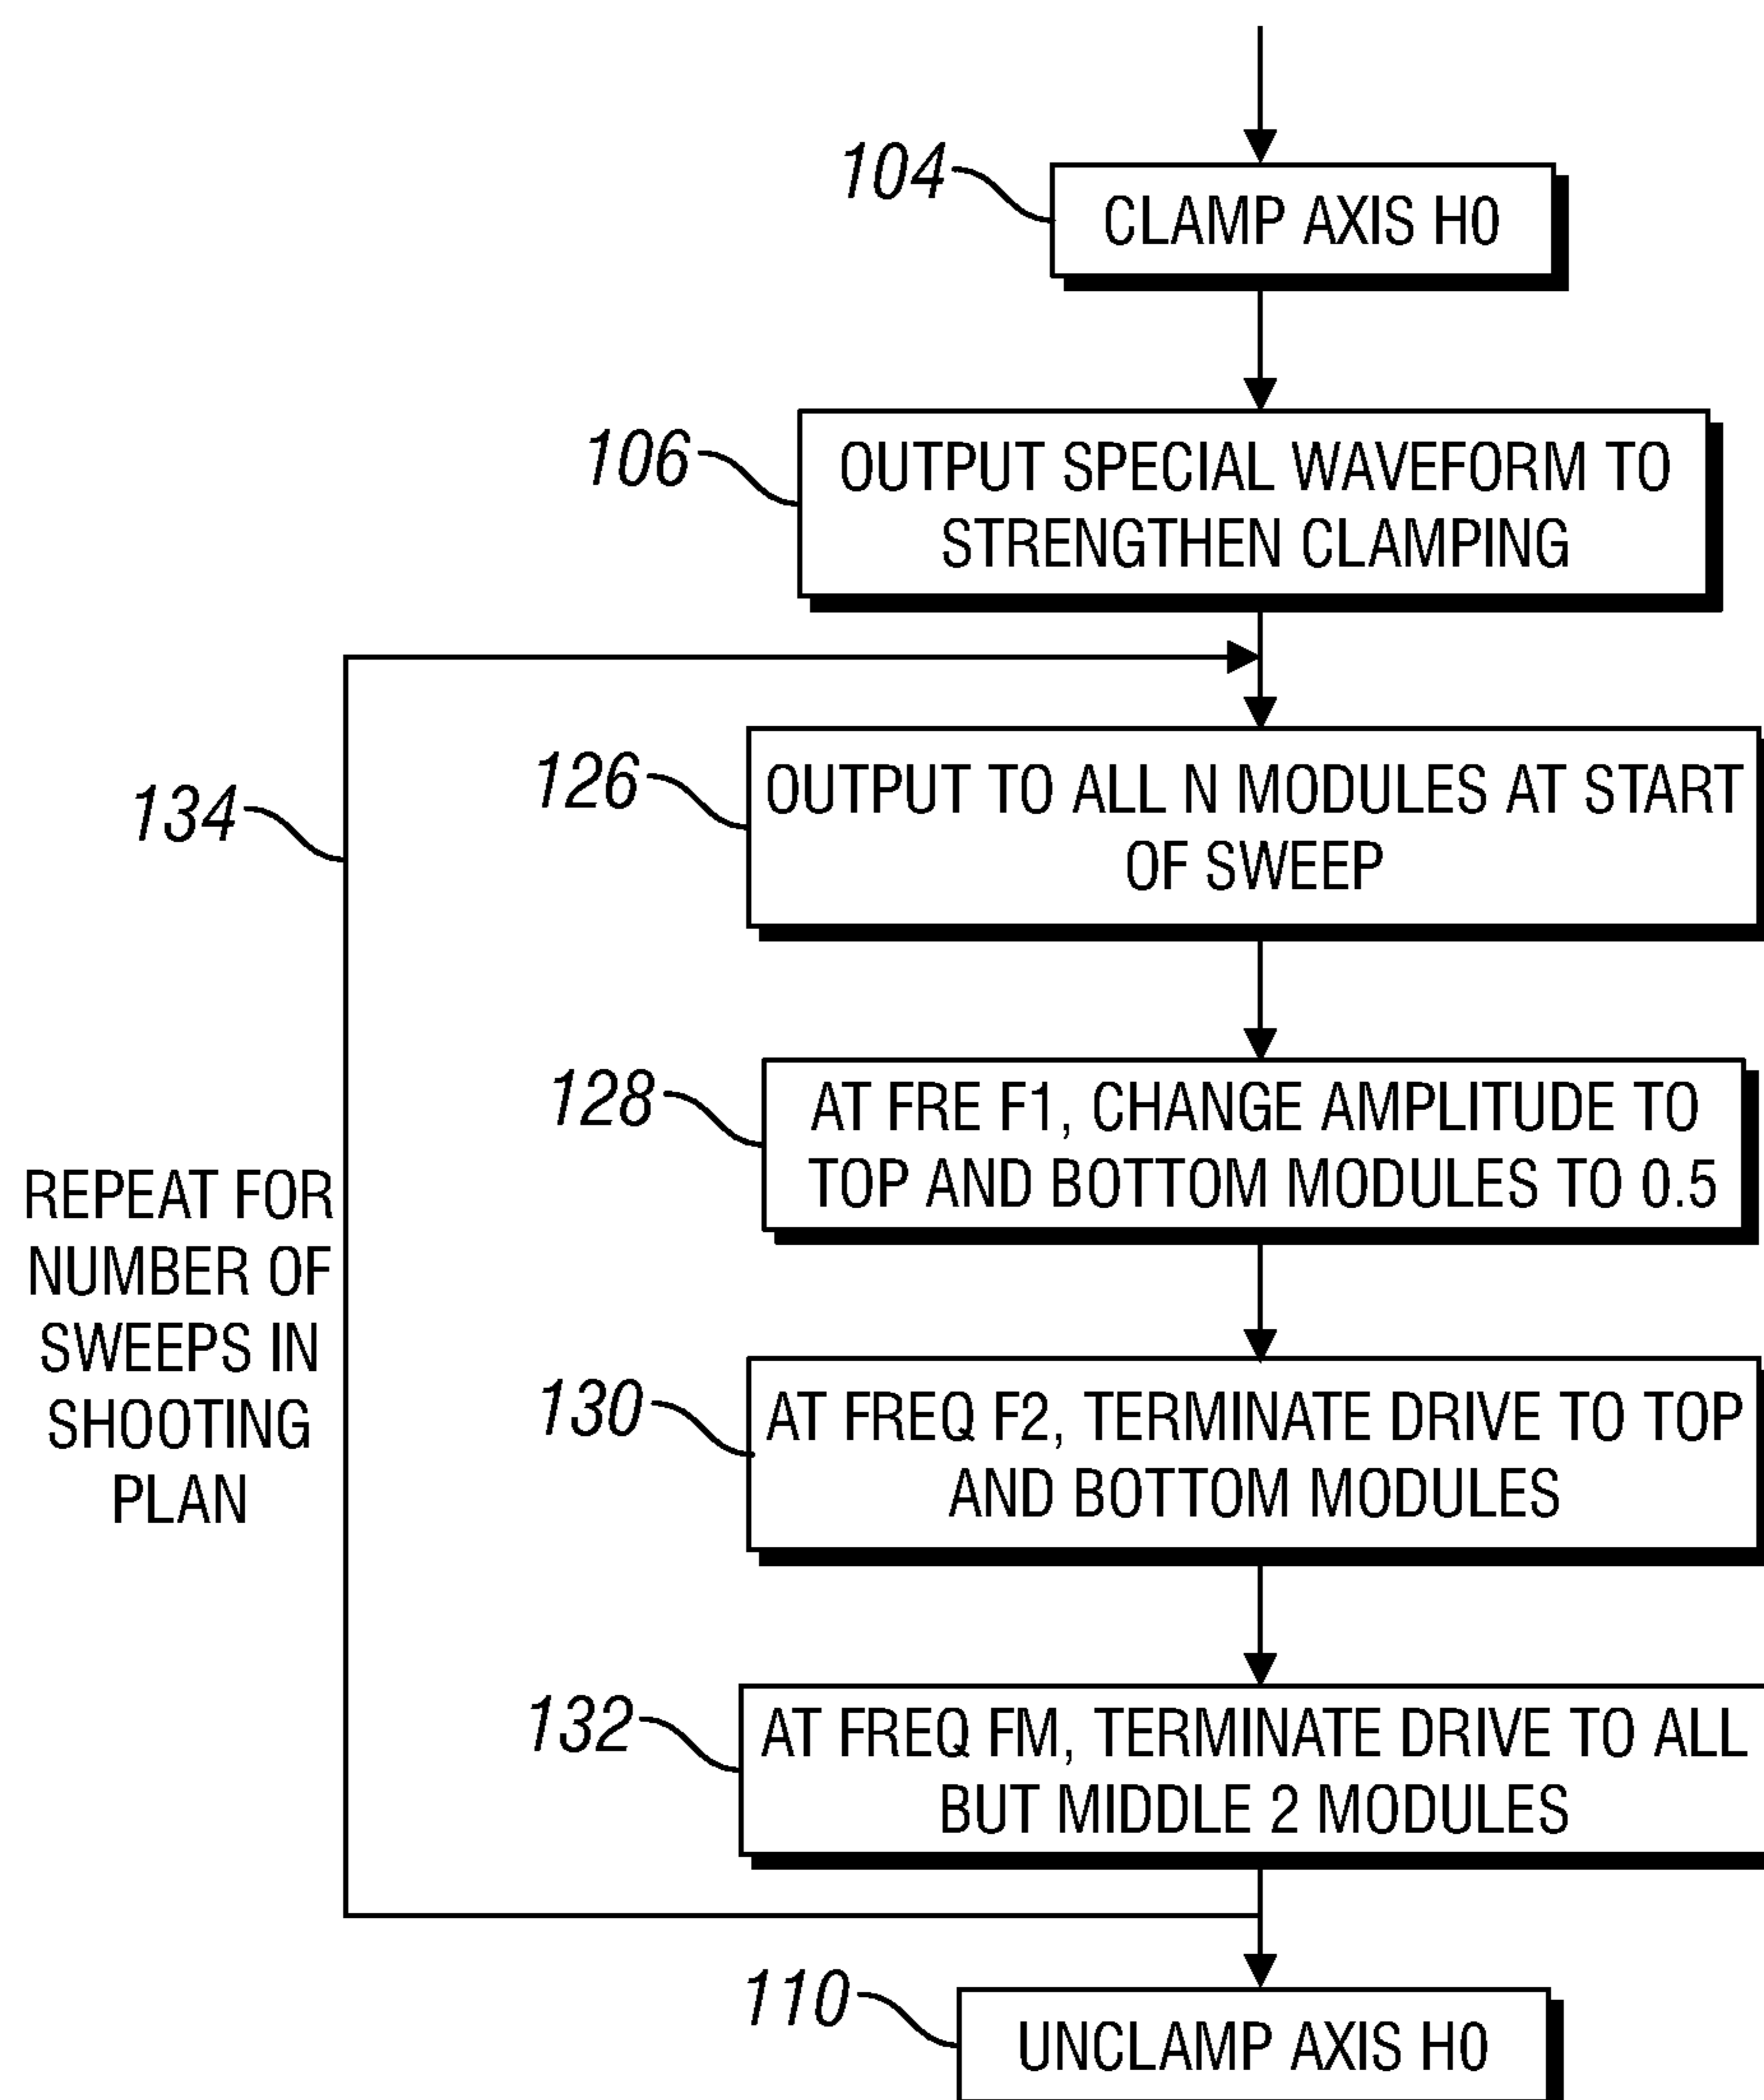 104
CLAMP AXIS H0
106
OUTPUT SPECIAL WAVEFORM TO
STRENGTHEN CLAMPING
126
OUTPUT TO ALL N MODULES AT START
OF SWEEP
134
128
AT FRE F1, CHANGE AMPLITUDE TO
TOP AND BOTTOM MODULES TO 0.5
REPEAT FOR
NUMBER OF
SWEEPS IN
SHOOTING
PLAN
130
AT FREQ F2, TERMINATE DRIVE TO TOP
AND BOTTOM MODULES
132
AT FREQ FM, TERMINATE DRIVE TO ALL
BUT MIDDLE 2 MODULES
110
UNCLAMP AXIS H0